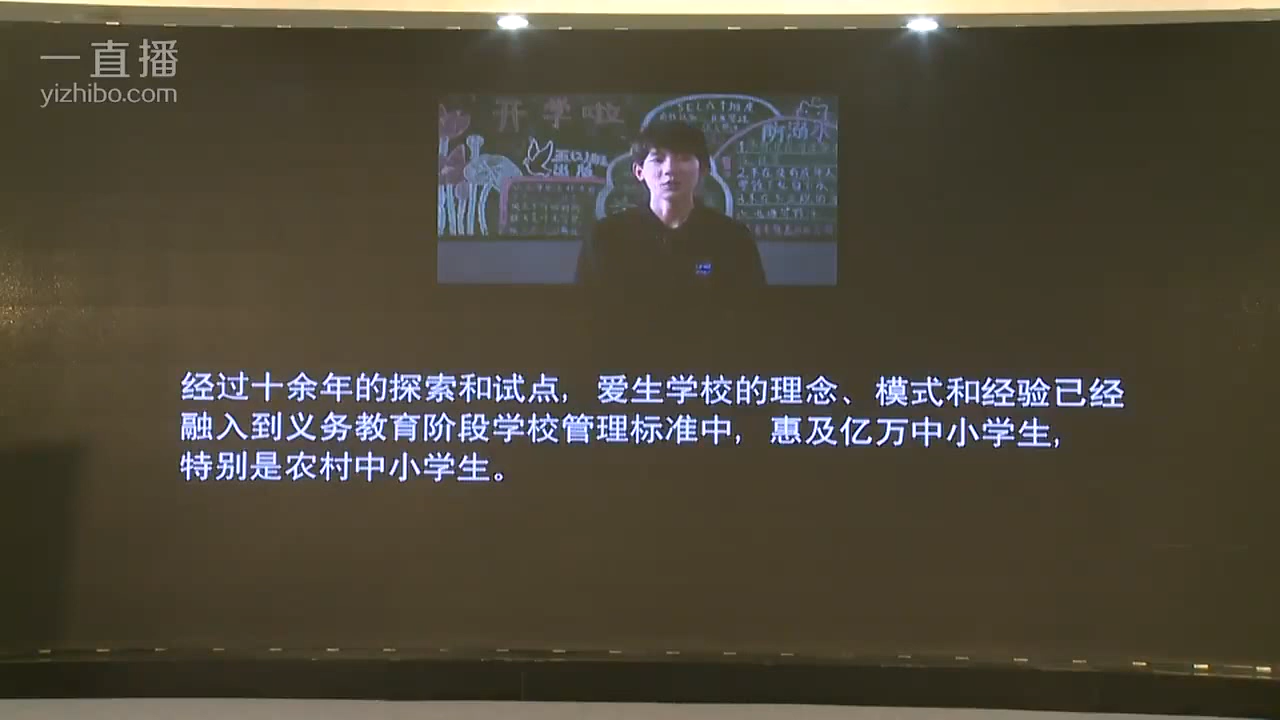 一直播
yizhibo.com
开学啦
防溺水
经过十余年的探索和试点，爱生学校的理念、模式和经验已经
融入到义务教育阶段学校管理标准中，惠及亿万中小学生，
特别是农村中小学生。